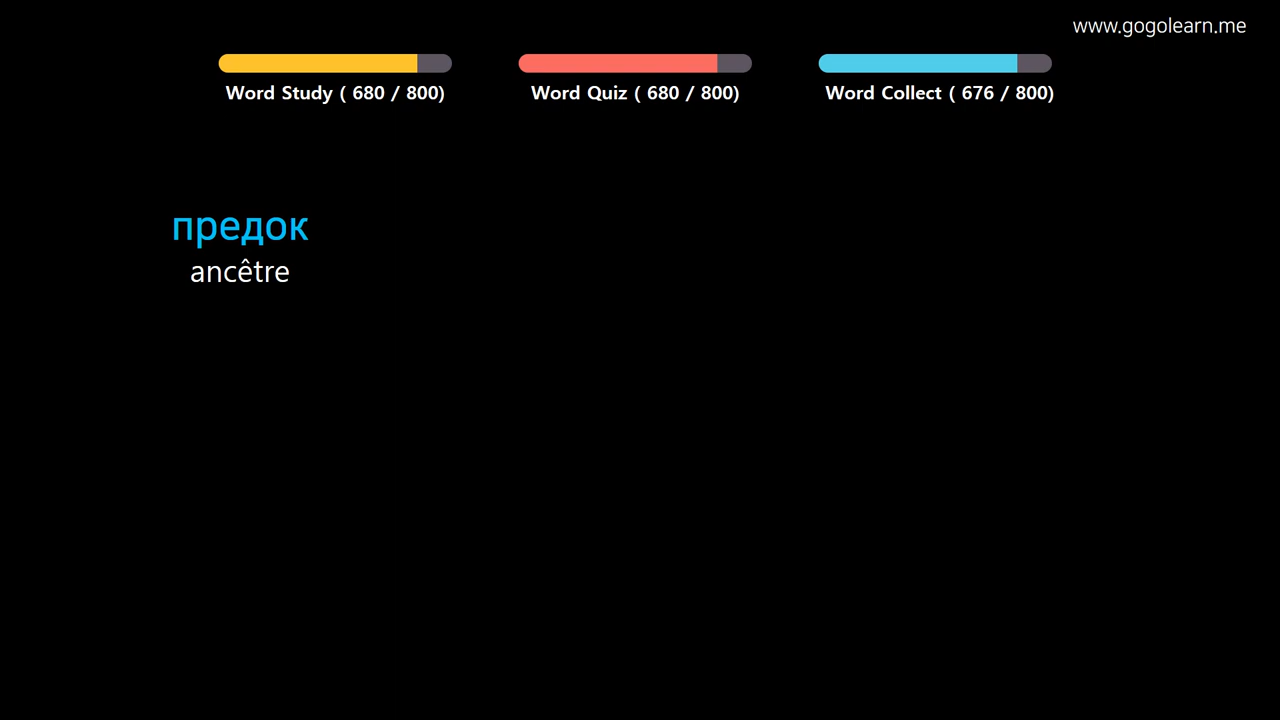 www.gogolearn.me
Word Study ( 680 / 800)
Word Quiz ( 680 / 800)
Word Collect ( 676 / 800)
предок
ancêtre